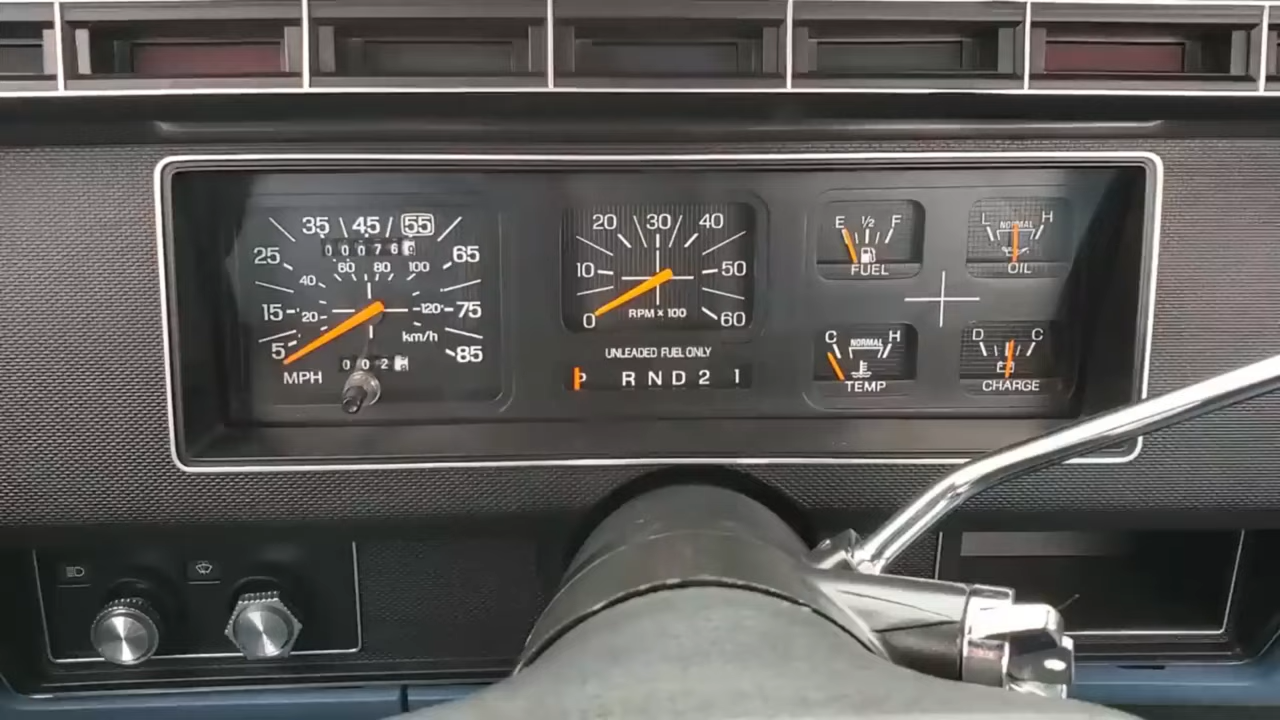 35 45 55
25 65
00076
60 80 100
40
15 20 120 75
km/h
5 85
002
MPH
20 30 40
10 50
0 RPM X 100 60
UNLEADED FUEL ONLY
P R N D 2 1
E 1/2 F
FUEL
L NORMAL H
OIL
C NORMAL H
TEMP
D C
CHARGE